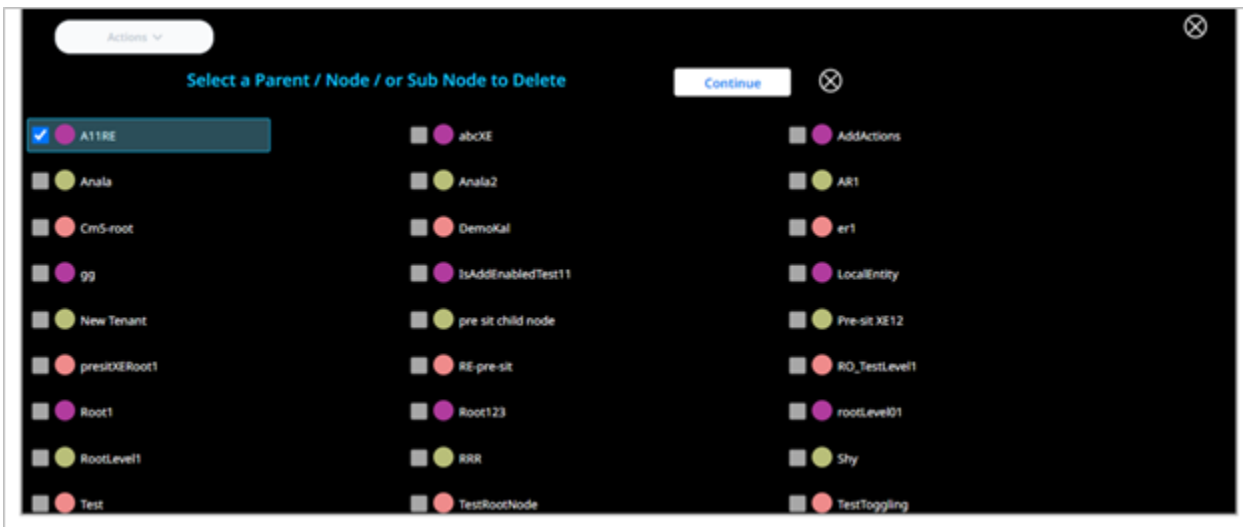 Actions
Select a Parent / Node / or Sub Node to Delete Continue
A11RE abcXE AddActions
Anala Anala2 AR1
Cm5-root DemoKal er1
gg IsAddEnabledTest11 LocalEntity
New Tenant pre sit child node Pre-sit XE12
presitXERoot1 RE-pre-sit RO_TestLevel1
Root1 Root123 rootLevel01
RootLevel1 RRR Shy
Test TestRootNode TestToggling